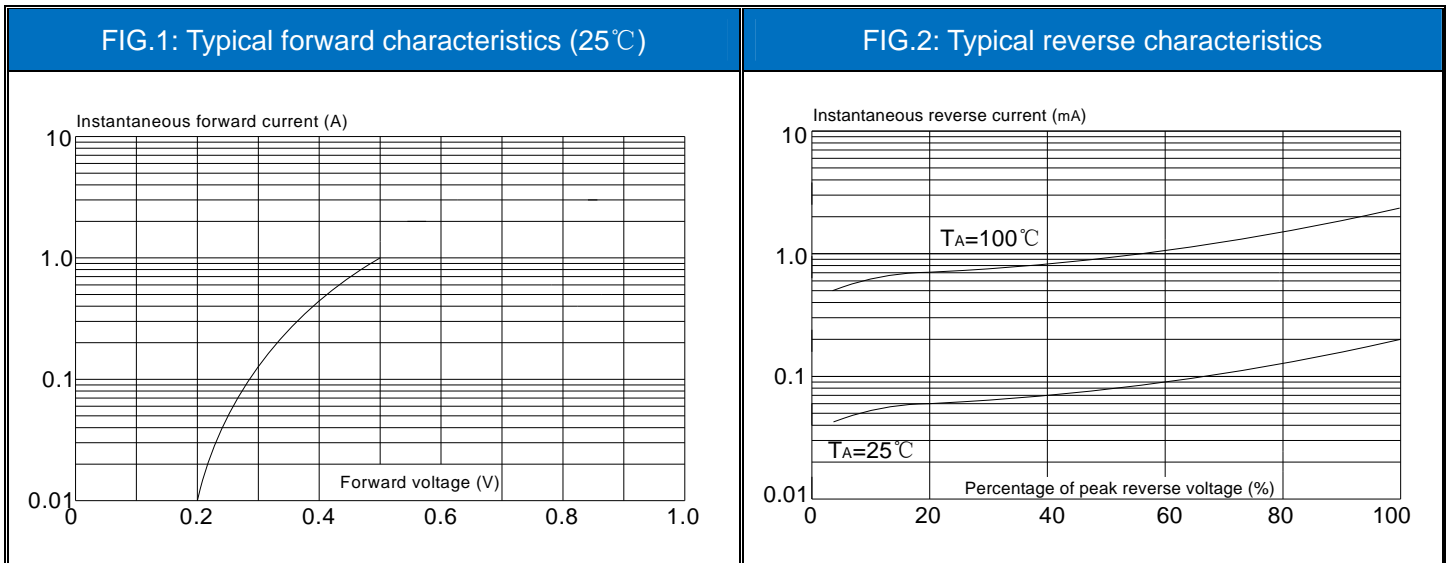 FIG.1: Typical forward characteristics (25℃)
Instantaneous forward current (A)
10
1.0
0.1
0.01
Forward voltage (V)
0 0.2 0.4 0.6 0.8 1.0
FIG.2: Typical reverse characteristics
Instantaneous reverse current (mA)
10
TA=100℃
1.0
0.1
TA=25℃
0.01
Percentage of peak reverse voltage (%)
0 20 40 60 80 100